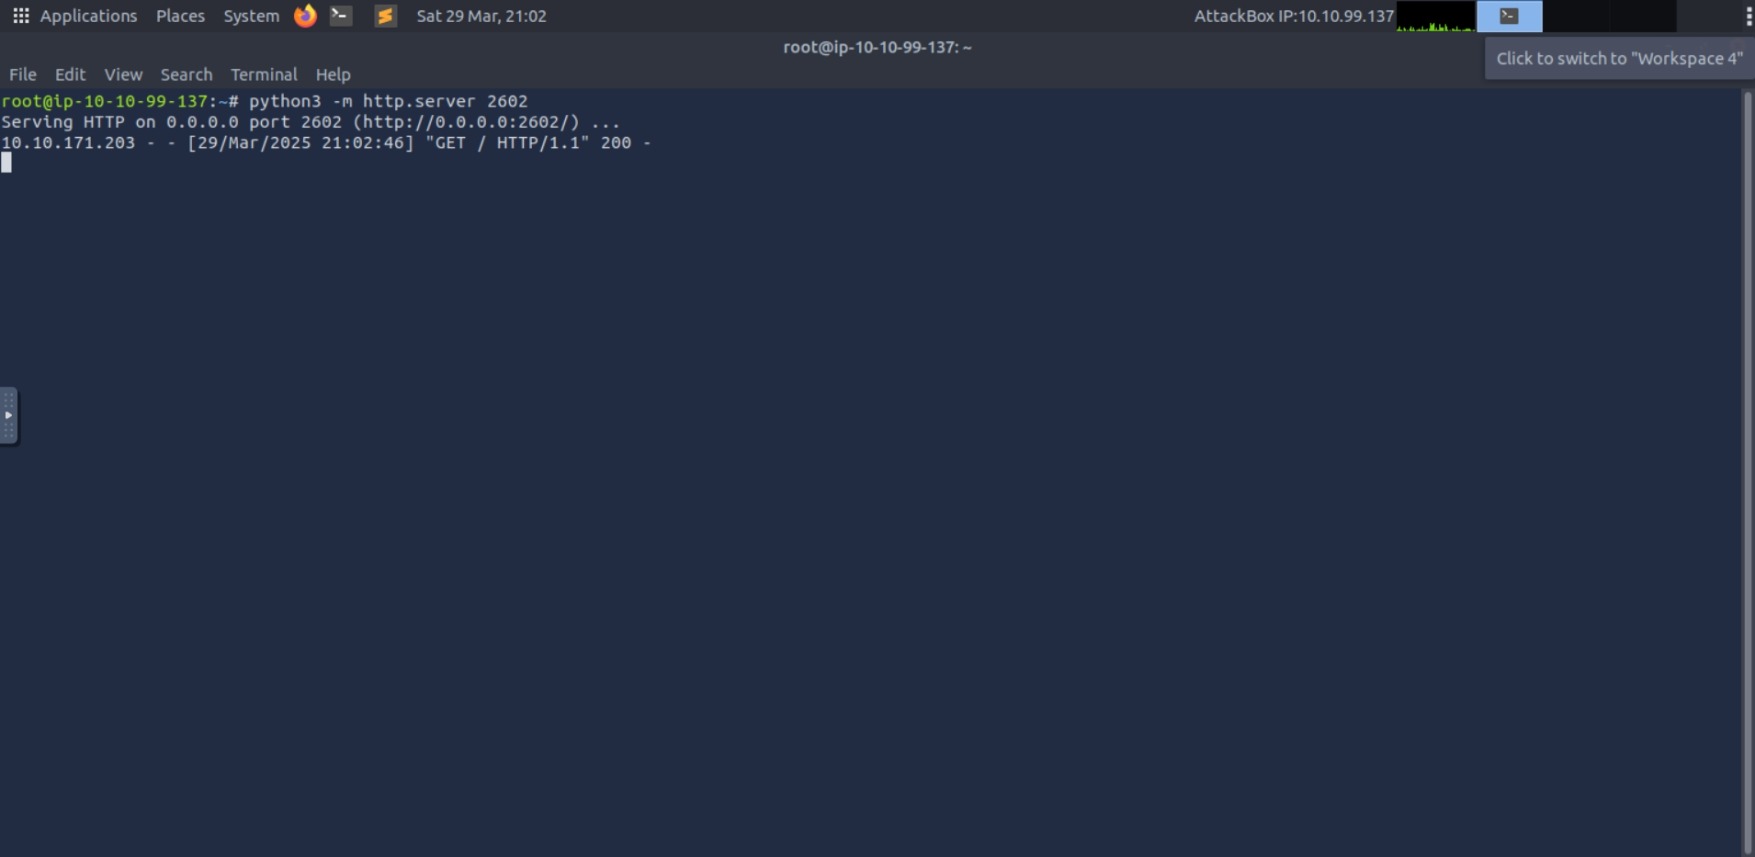 Applications Places System Sat 29 Mar, 21:02 AttackBox IP:10.10.99.137
root@ip-10-10-99-137: ~
Click to switch to "Workspace 4"
File Edit View Search Terminal Help
root@ip-10-10-99-137:~# python3 -m http.server 2602
Serving HTTP on 0.0.0.0 port 2602 (http://0.0.0.0:2602/) ...
10.10.171.203 - - [29/Mar/2025 21:02:46] "GET / HTTP/1.1" 200 -